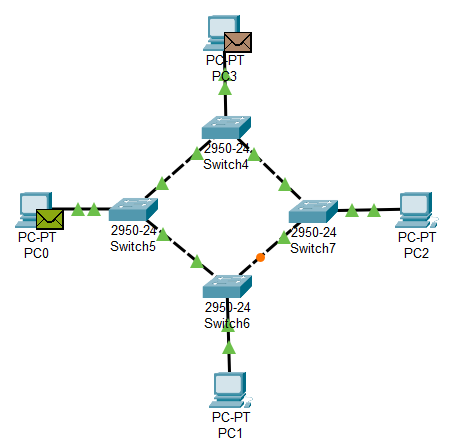 PC-PT
PC3
2950-24
Switch4
PC-PT
PC0
2950-24
Switch5
2950-24
Switch7
PC-PT
PC2
2950-24
Switch6
PC-PT
PC1